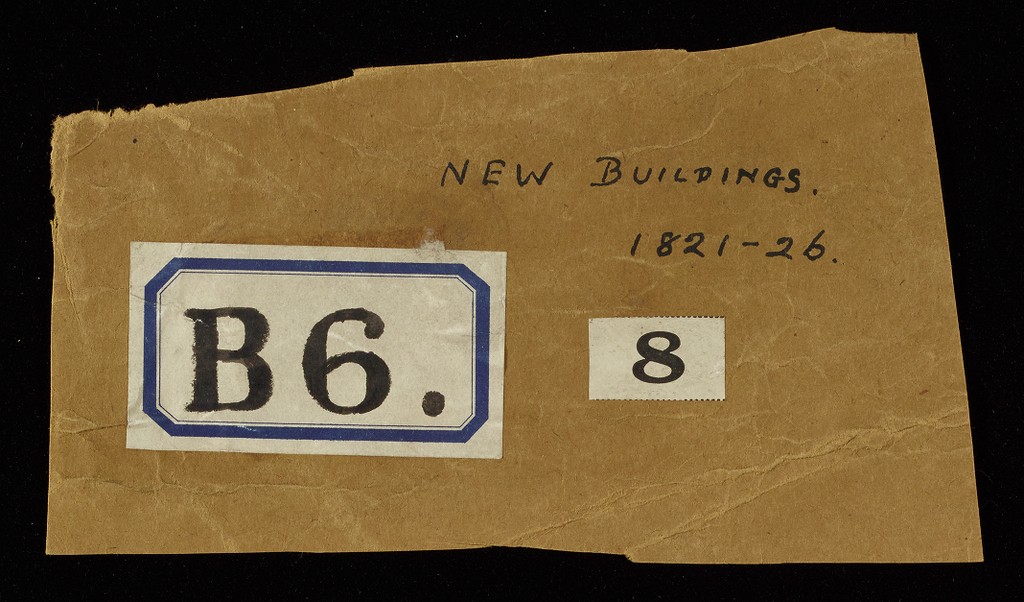 NEW BUILDINGS.
1821-26.
B6.
8